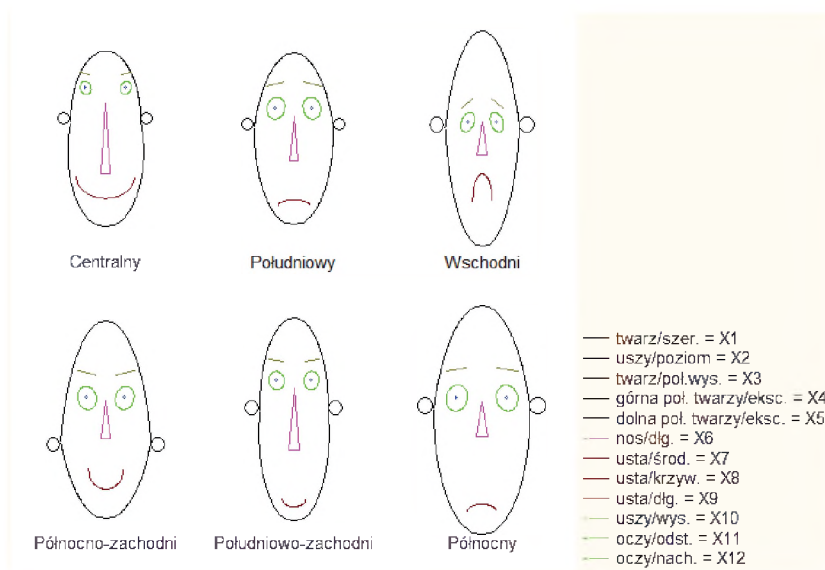 Centralny
Południowy
Wschodni
Północno-zachodni
Południowo-zachodni
Północny
twarz/szer. = X1
uszy/poziom = X2
twarz/poł.wys. = X3
górna poł. twarzy/eksc. = X4
dolna poł. twarzy/eksc. = X5
nos/dłg. = X6
usta/środ. = X7
usta/krzyw. = X8
usta/dłg. = X9
uszy/wys. = X10
oczy/odst. = X11
oczy/nach. = X12